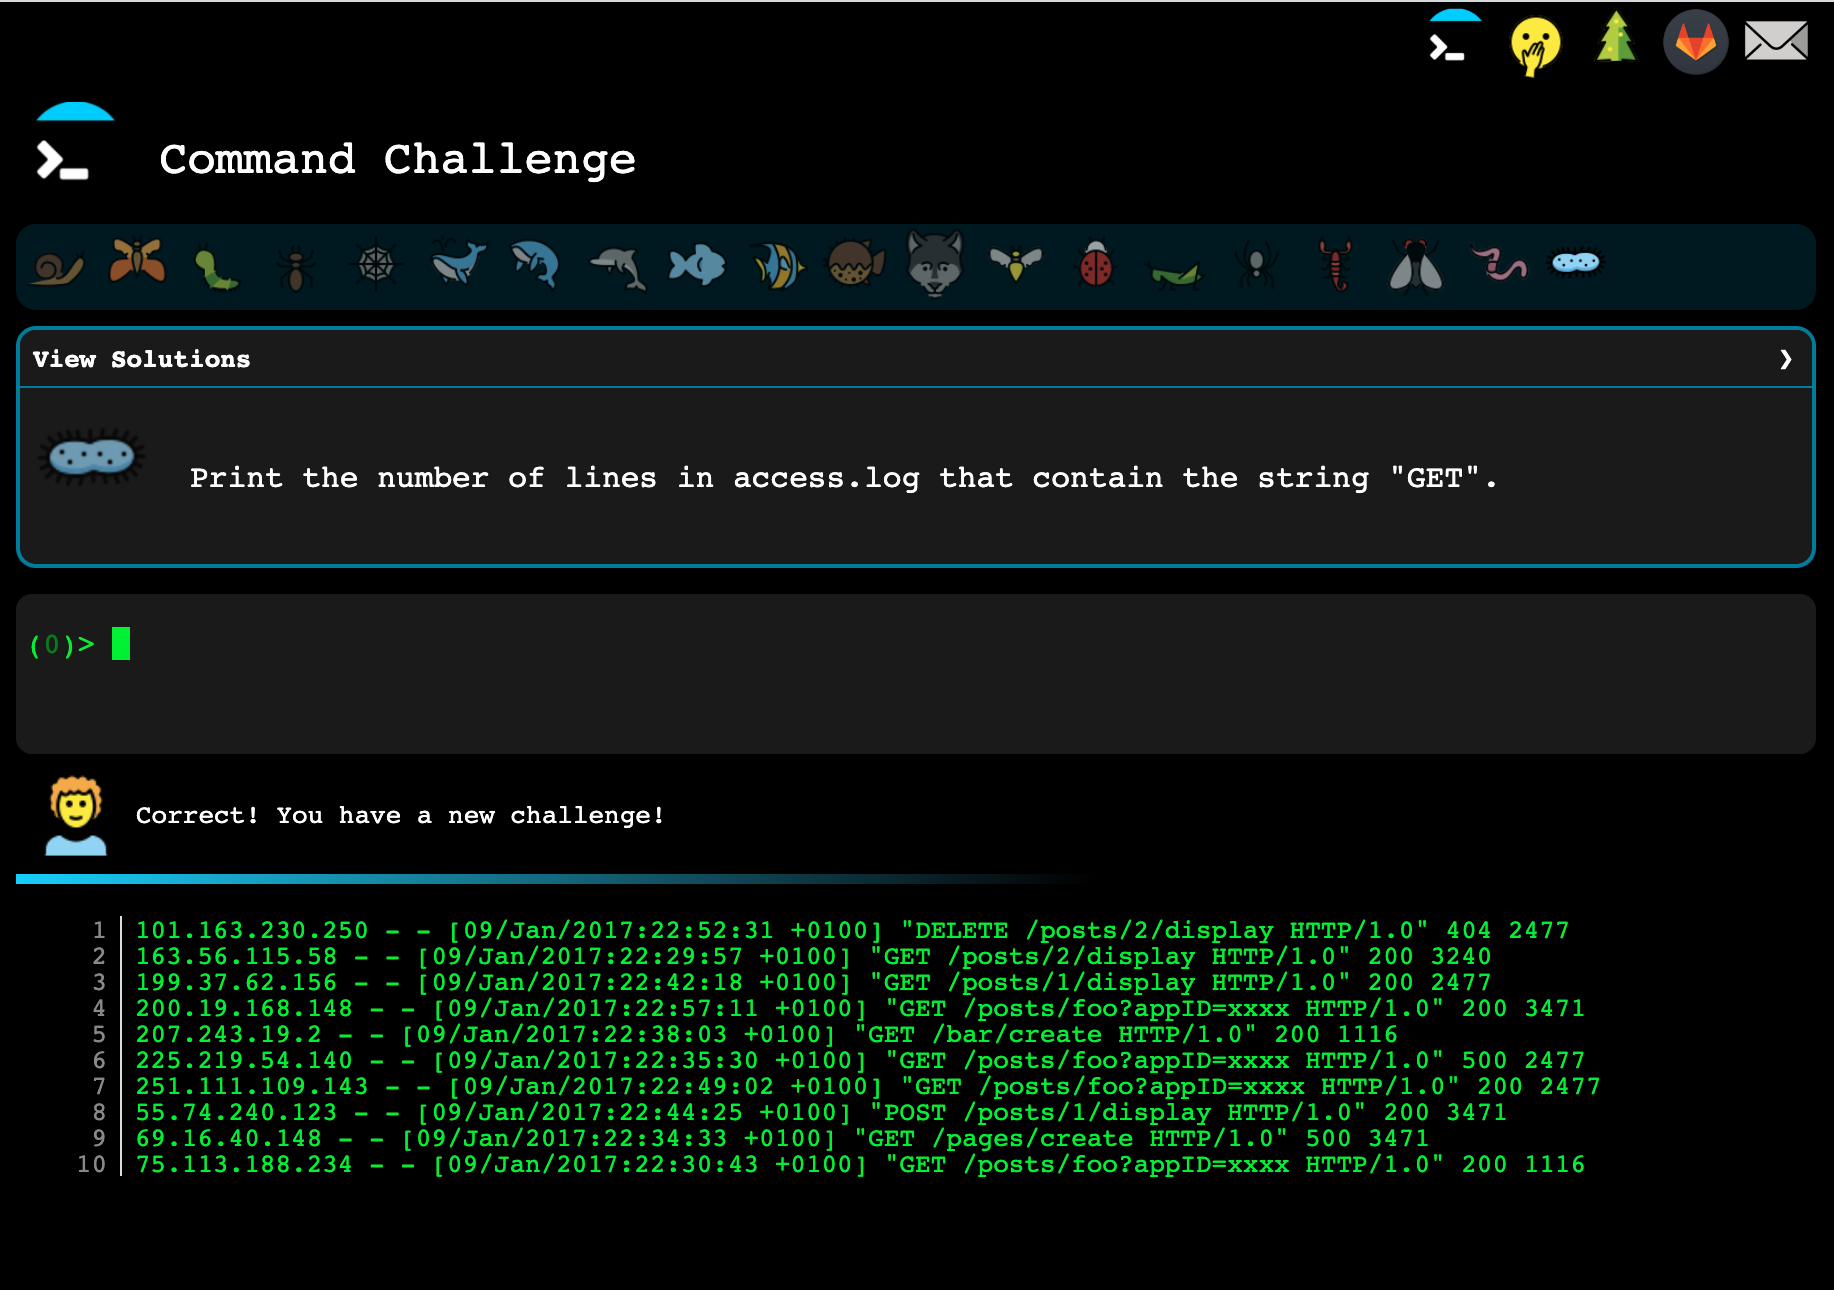 Command Challenge
View Solutions ❯
Print the number of lines in access.log that contain the string "GET".
(0)>
Correct! You have a new challenge!
1 101.163.230.250 - - [09/Jan/2017:22:52:31 +0100] "DELETE /posts/2/display HTTP/1.0" 404 2477
2 163.56.115.58 - - [09/Jan/2017:22:29:57 +0100] "GET /posts/2/display HTTP/1.0" 200 3240
3 199.37.62.156 - - [09/Jan/2017:22:42:18 +0100] "GET /posts/1/display HTTP/1.0" 200 2477
4 200.19.168.148 - - [09/Jan/2017:22:57:11 +0100] "GET /posts/foo?appID=xxxx HTTP/1.0" 200 3471
5 207.243.19.2 - - [09/Jan/2017:22:38:03 +0100] "GET /bar/create HTTP/1.0" 200 1116
6 225.219.54.140 - - [09/Jan/2017:22:35:30 +0100] "GET /posts/foo?appID=xxxx HTTP/1.0" 500 2477
7 251.111.109.143 - - [09/Jan/2017:22:49:02 +0100] "GET /posts/foo?appID=xxxx HTTP/1.0" 200 2477
8 55.74.240.123 - - [09/Jan/2017:22:44:25 +0100] "POST /posts/1/display HTTP/1.0" 200 3471
9 69.16.40.148 - - [09/Jan/2017:22:34:33 +0100] "GET /pages/create HTTP/1.0" 500 3471
10 75.113.188.234 - - [09/Jan/2017:22:30:43 +0100] "GET /posts/foo?appID=xxxx HTTP/1.0" 200 1116